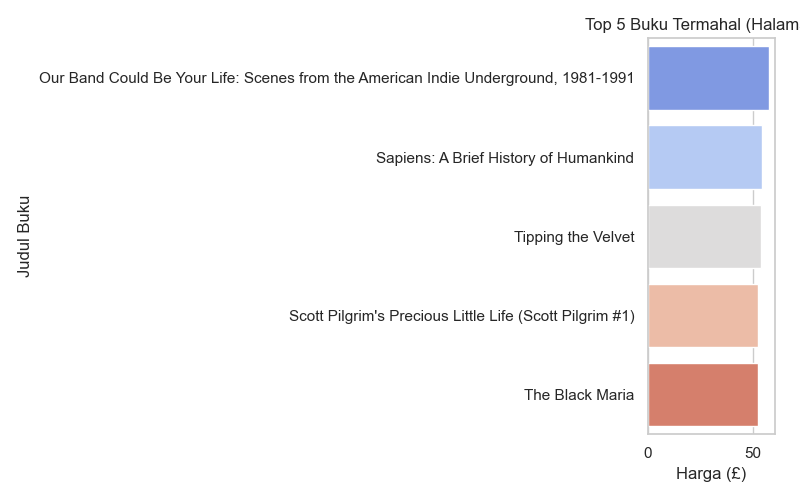 Top 5 Buku Termahal (Halam
Judul Buku
Our Band Could Be Your Life: Scenes from the American Indie Underground, 1981-1991
Sapiens: A Brief History of Humankind
Tipping the Velvet
Scott Pilgrim's Precious Little Life (Scott Pilgrim #1)
The Black Maria
0 50
Harga (£)